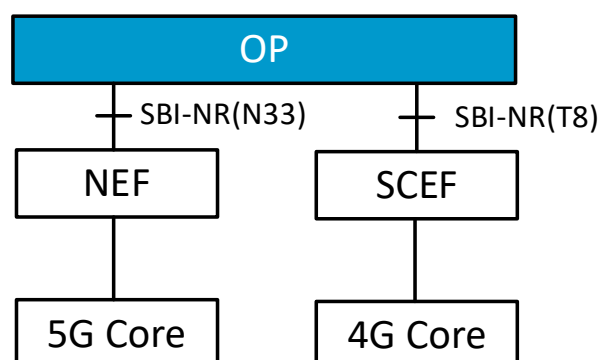 OP
SBI-NR(N33)
SBI-NR(T8)
NEF
SCEF
5G Core
4G Core